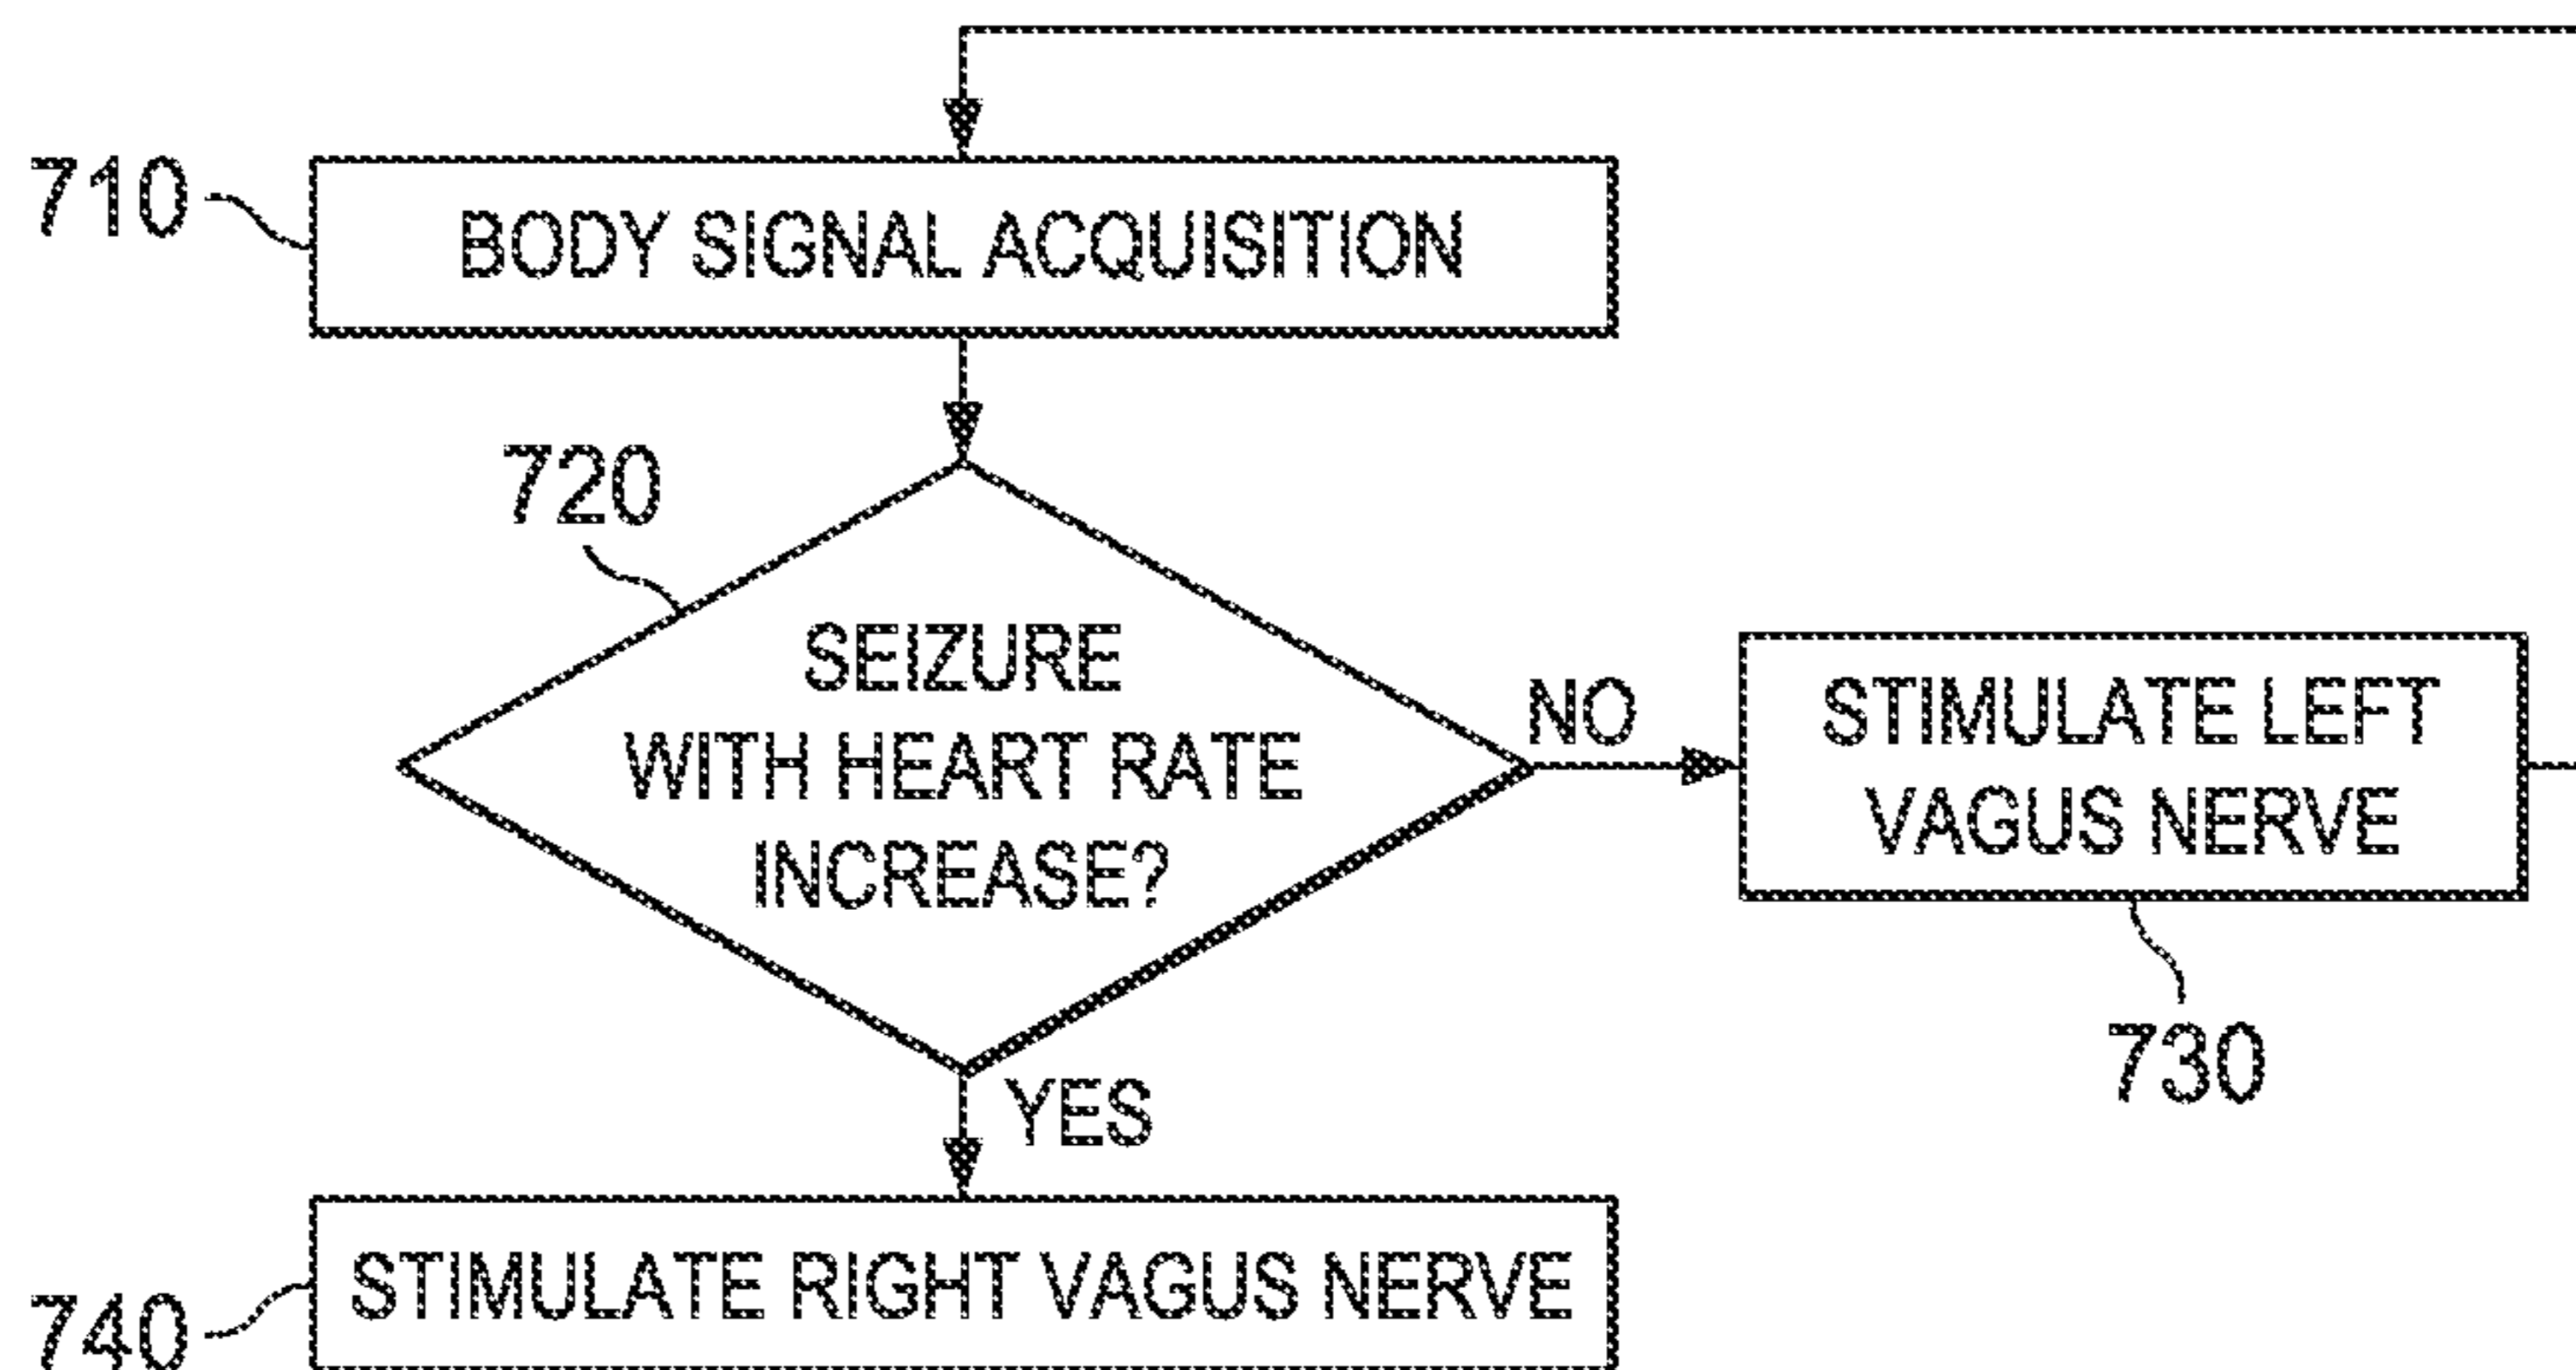 710
BODY SIGNAL ACQUISITION
720
SEIZURE
WITH HEART RATE
INCREASE?
NO
STIMULATE LEFT
VAGUS NERVE
730
YES
740
STIMULATE RIGHT VAGUS NERVE